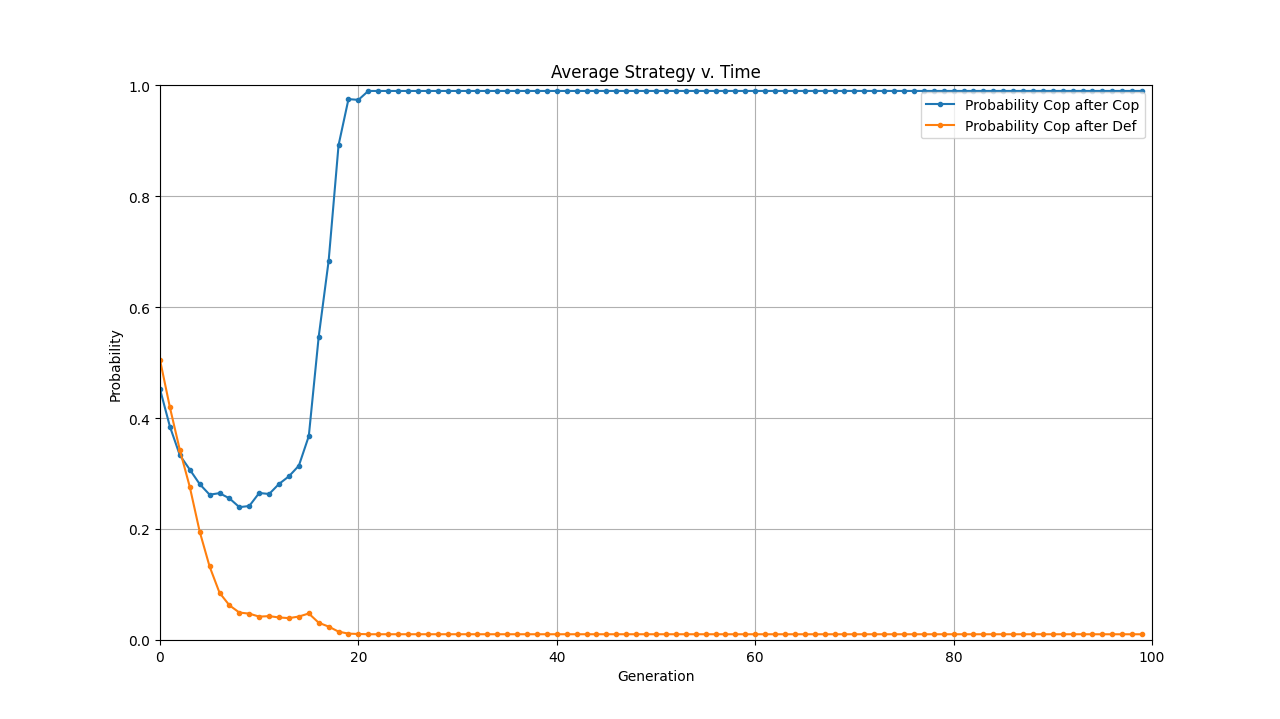 Average Strategy v. Time
1.0
0.8
0.6
0.4
0.2
0.0
Probability
Probability Cop after Cop
Probability Cop after Def
0 20 40 60 80 100
Generation